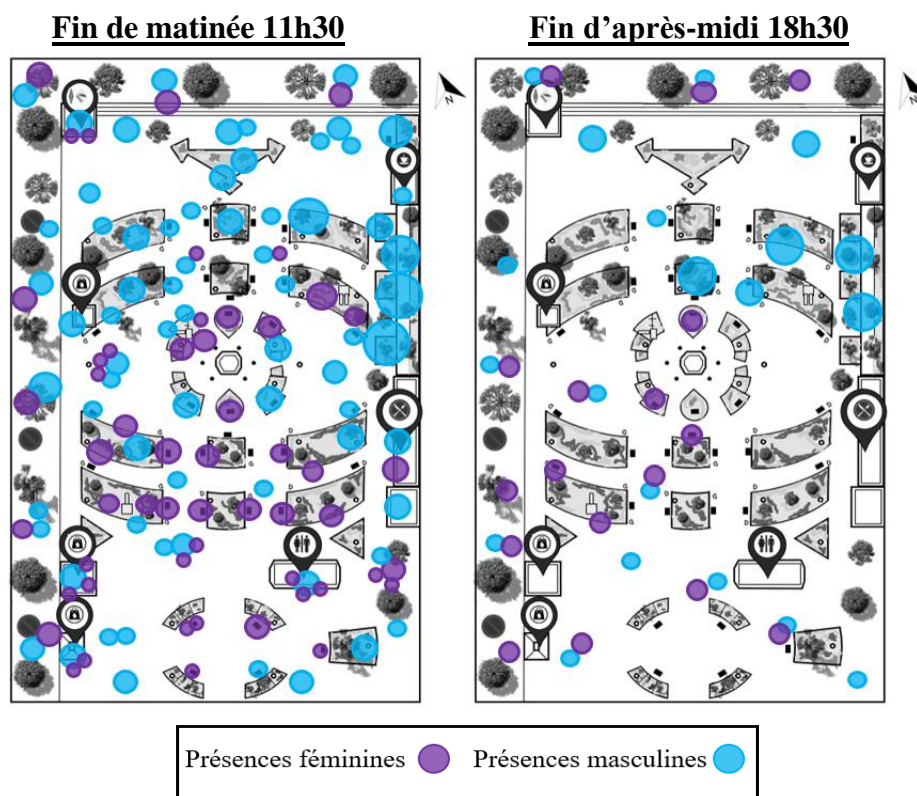 Fin de matinée 11h30
Fin d'après-midi 18h30
N
N
Présences féminines
Présences masculines